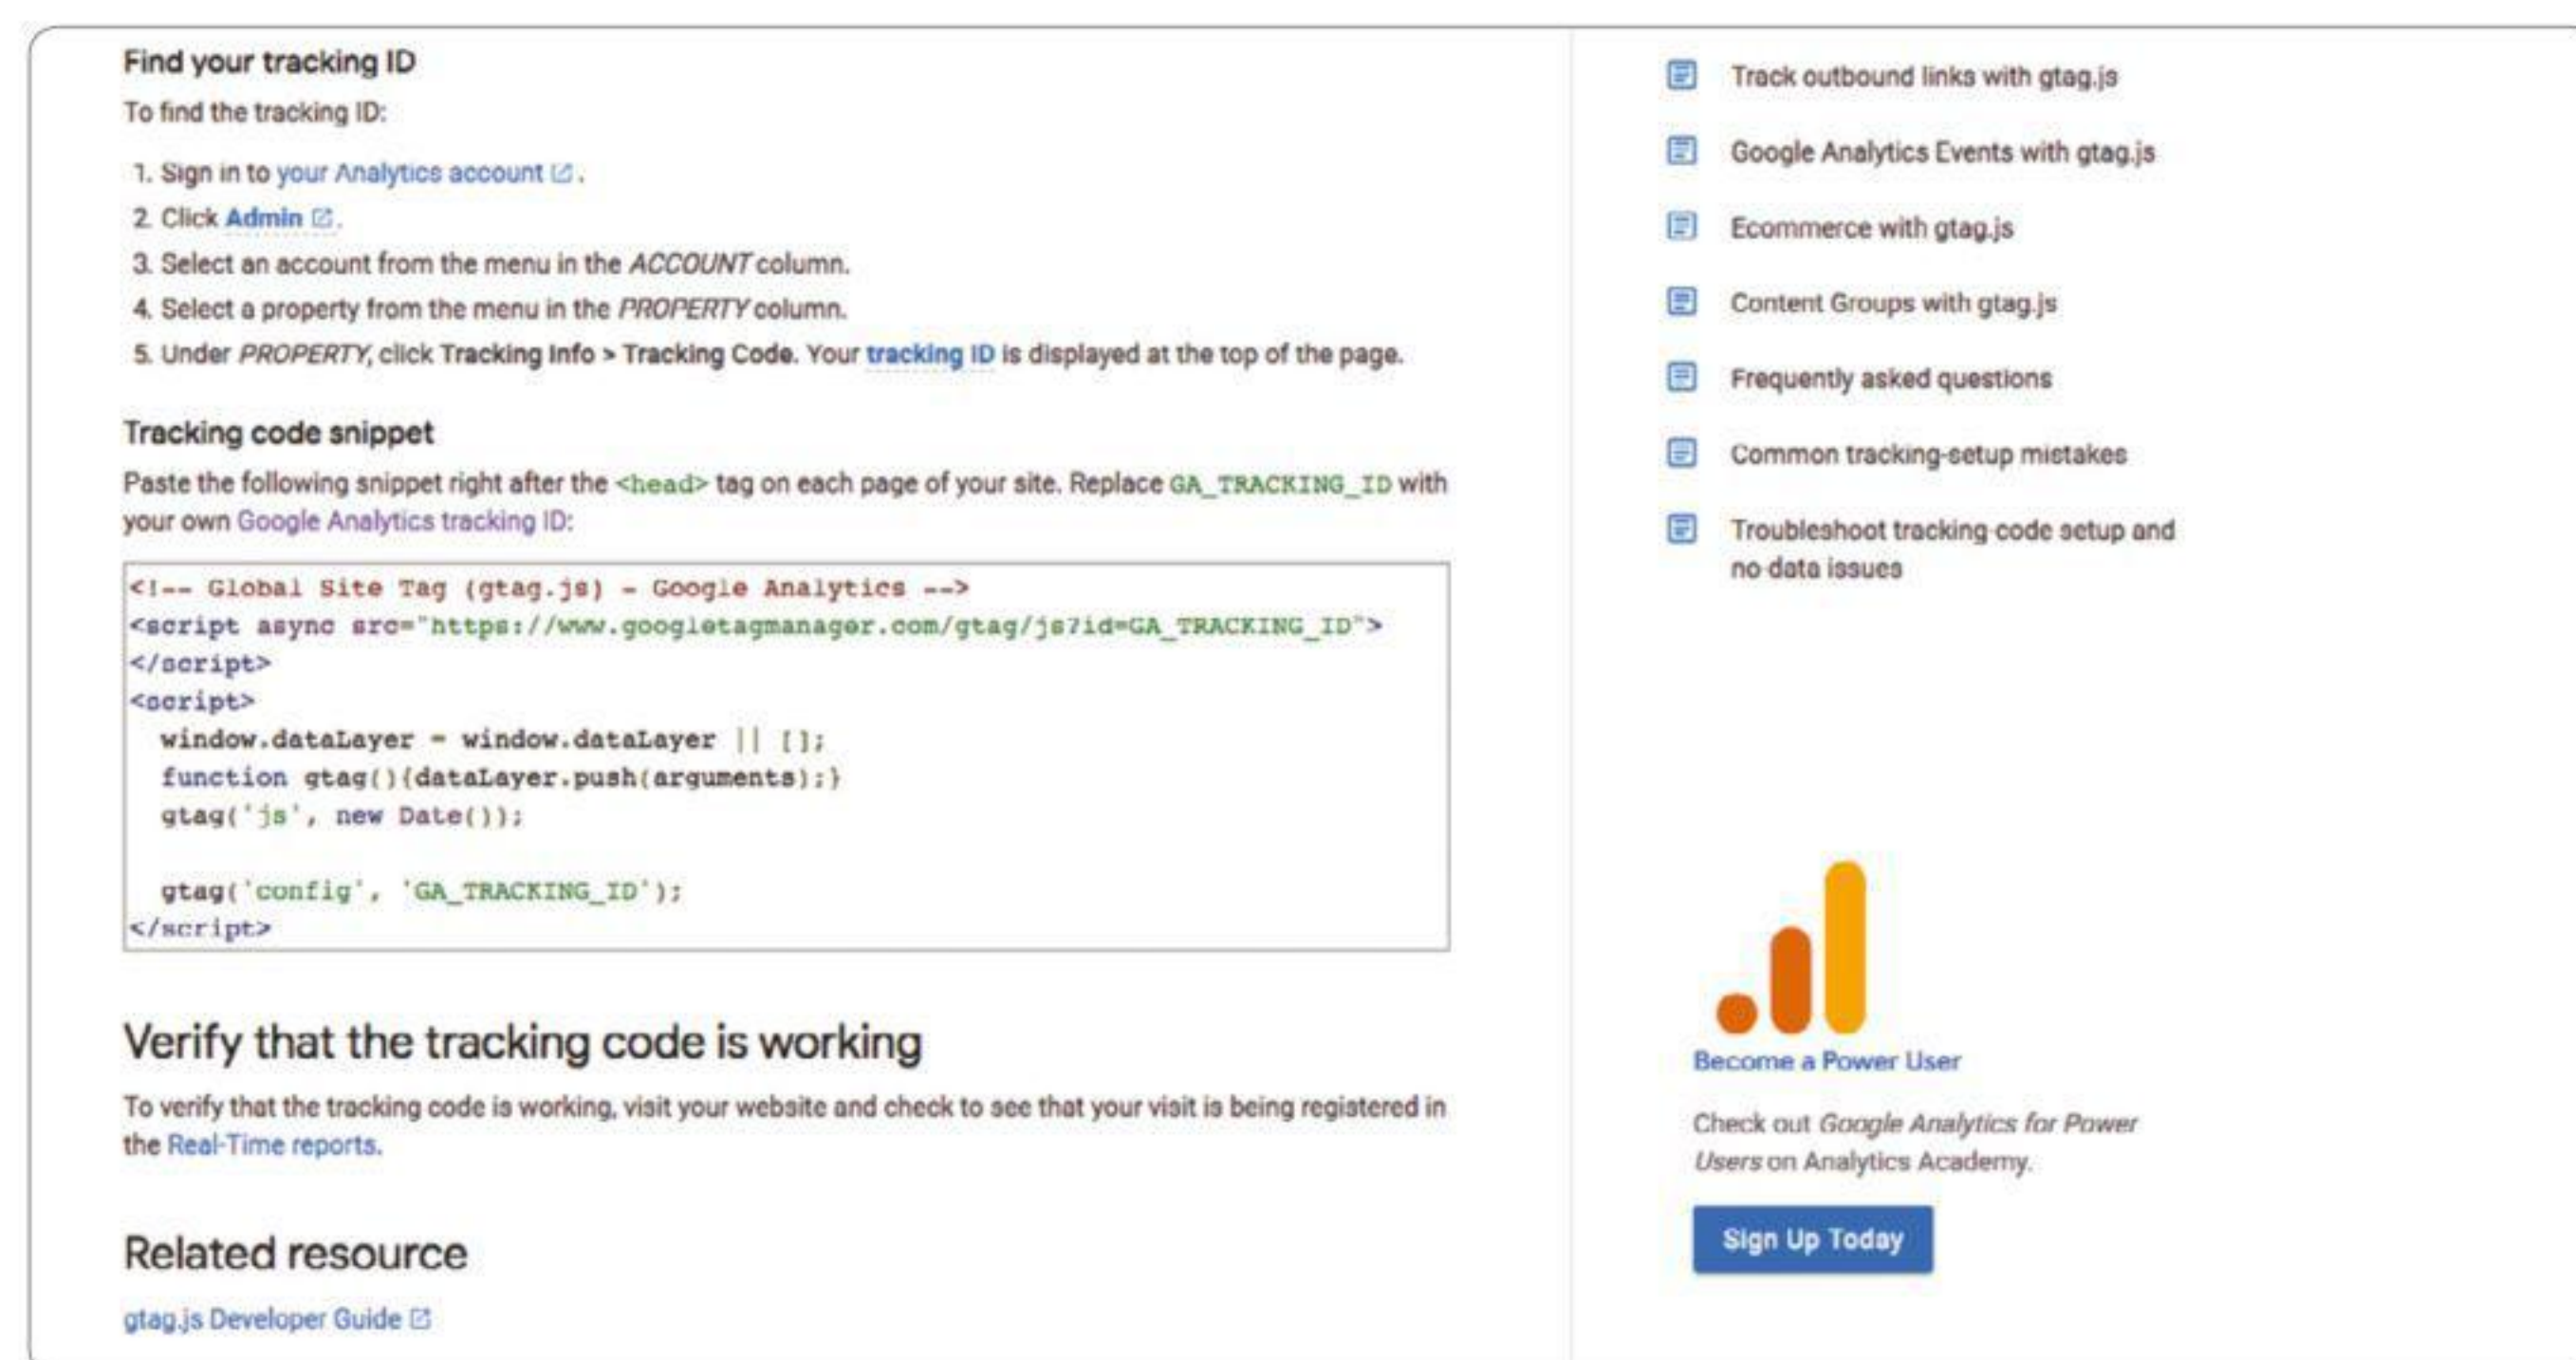 Find your tracking ID
To find the tracking ID:
1. Sign in to your Analytics account.
2. Click Admin.
3. Select an account from the menu in the ACCOUNT column.
4. Select a property from the menu in the PROPERTY column.
5. Under PROPERTY, click Tracking Info > Tracking Code. Your tracking ID is displayed at the top of the page.
Tracking code snippet
Paste the following snippet right after the <head> tag on each page of your site. Replace GA_TRACKING_ID with
your own Google Analytics tracking ID:
<!-- Global Site Tag (gtag.js) - Google Analytics -->
<script async src="https://www.googletagmanager.com/gtag/js?id=GA_TRACKING_ID">
</script>
<script>
window.dataLayer = window.dataLayer || [];
function gtag(){dataLayer.push(arguments);}
gtag('js', new Date());
gtag('config', 'GA_TRACKING_ID');
</script>
Verify that the tracking code is working
To verify that the tracking code is working, visit your website and check to see that your visit is being registered in
the Real-Time reports.
Related resource
gtag.js Developer Guide
Track outbound links with gtag.js
Google Analytics Events with gtag.js
Ecommerce with gtag.js
Content Groups with gtag.js
Frequently asked questions
Common tracking-setup mistakes
Troubleshoot tracking-code setup and
no-data issues
Become a Power User
Check out Google Analytics for Power
Users on Analytics Academy.
Sign Up Today